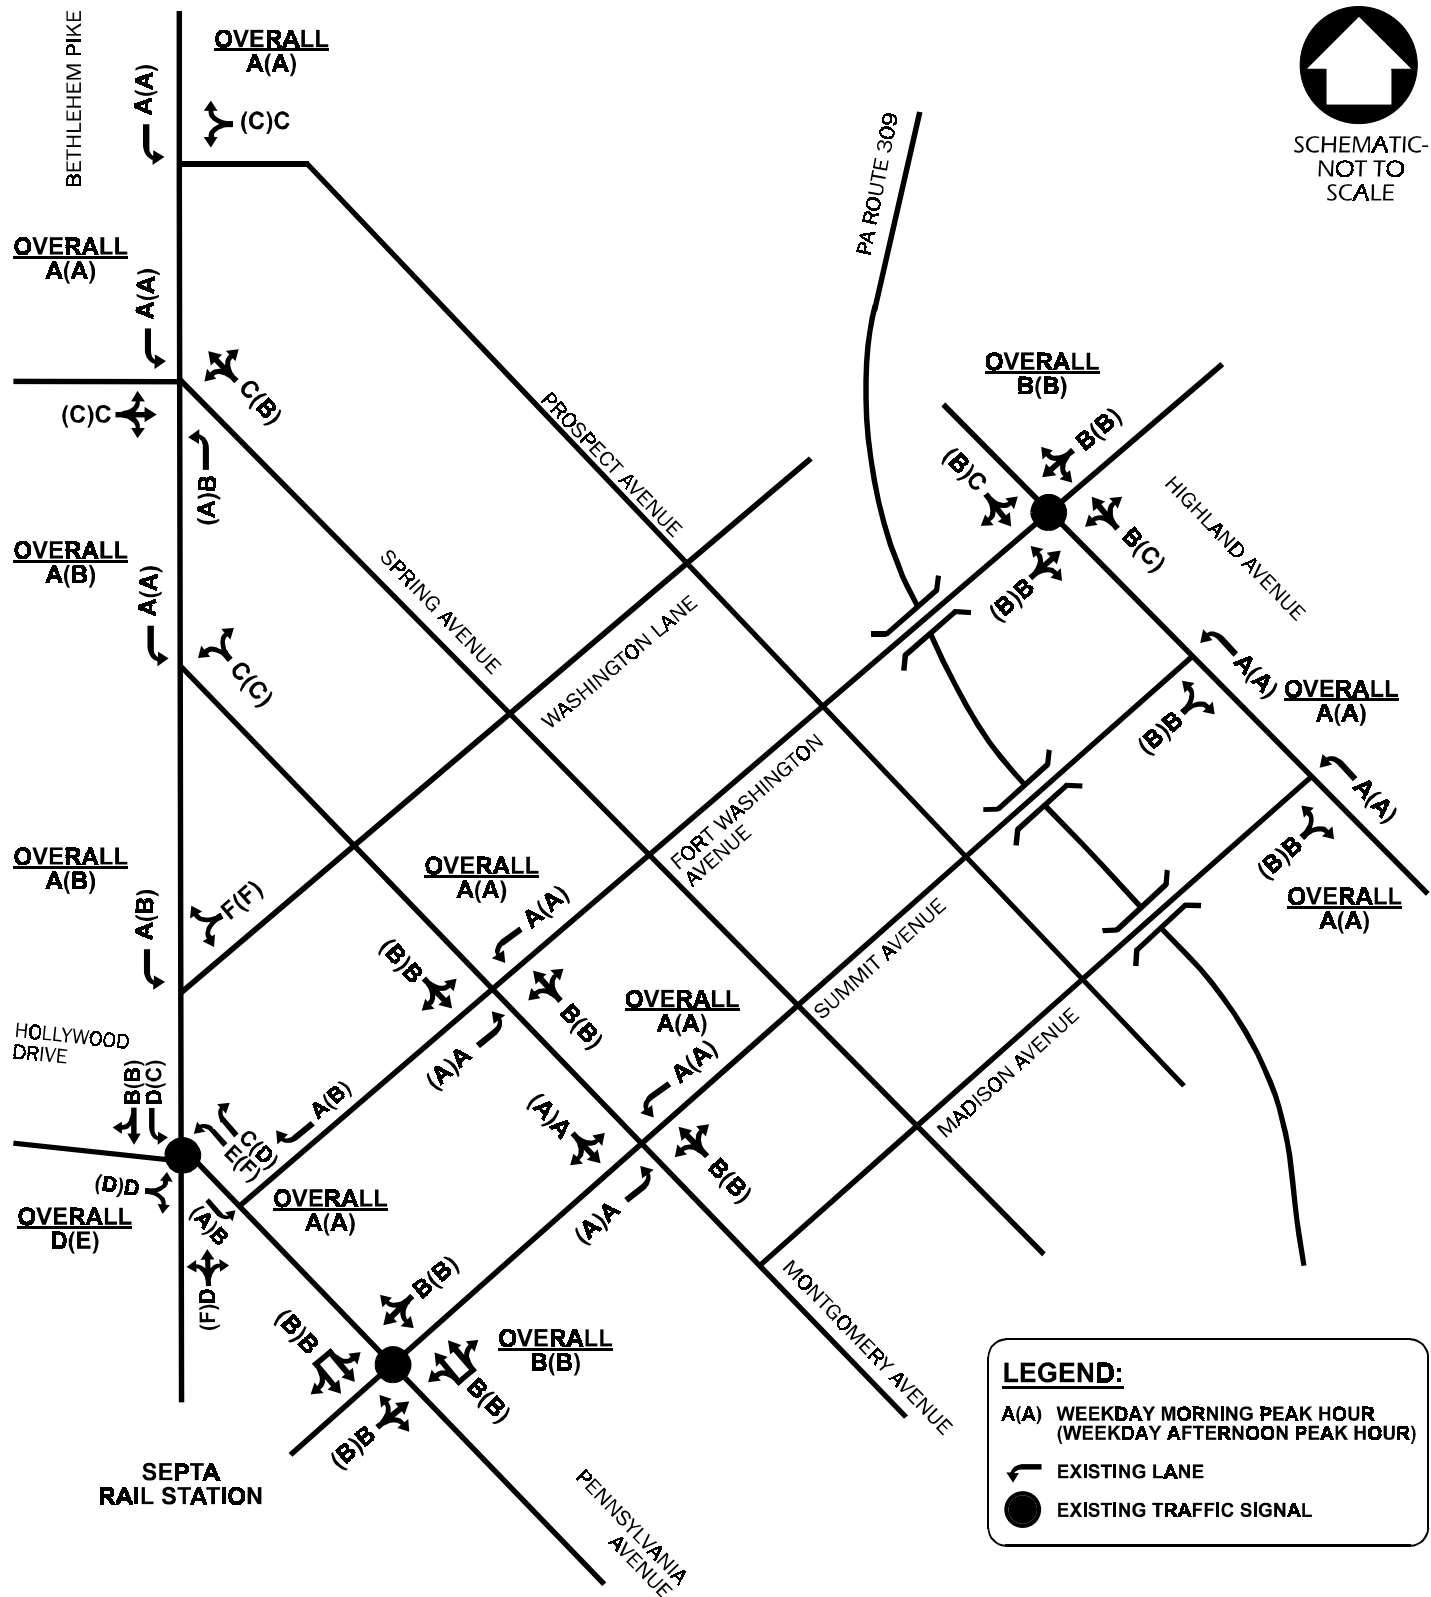 BETHLEHEM PIKE
OVERALL
A(A)
A(A)
(C)C
SCHEMATIC-
NOT TO
SCALE
PA ROUTE 309
OVERALL
A(A)
A(A)
C(B)
(C)C
(A)B
PROSPECT AVENUE
OVERALL
B(B)
B(B)
(B)C
B(C)
(B)B
HIGHLAND AVENUE
OVERALL
A(B)
A(A)
C(C)
SPRING AVENUE
WASHINGTON LANE
A(A)
OVERALL
A(A)
(B)B
FORT WASHINGTON
AVENUE
A(A)
(B)B
OVERALL
A(A)
OVERALL
A(B)
A(B)
F(F)
OVERALL
A(A)
A(A)
(B)B
B(B)
(A)A
SUMMIT AVENUE
OVERALL
A(A)
A(A)
(A)A
B(B)
(A)A
MADISON AVENUE
HOLLYWOOD
DRIVE
B(B)
D(C)
A(B)
C(D)
E(F)
(D)D
OVERALL
D(E)
(A)B
OVERALL
A(A)
(F)D
B(B)
(B)B
OVERALL
B(B)
B(B)
(B)B
MONTGOMERY AVENUE
SEPTA
RAIL STATION
PENNSYLVANIA
AVENUE
LEGEND:
A(A) WEEKDAY MORNING PEAK HOUR
(WEEKDAY AFTERNOON PEAK HOUR)
EXISTING LANE
EXISTING TRAFFIC SIGNAL